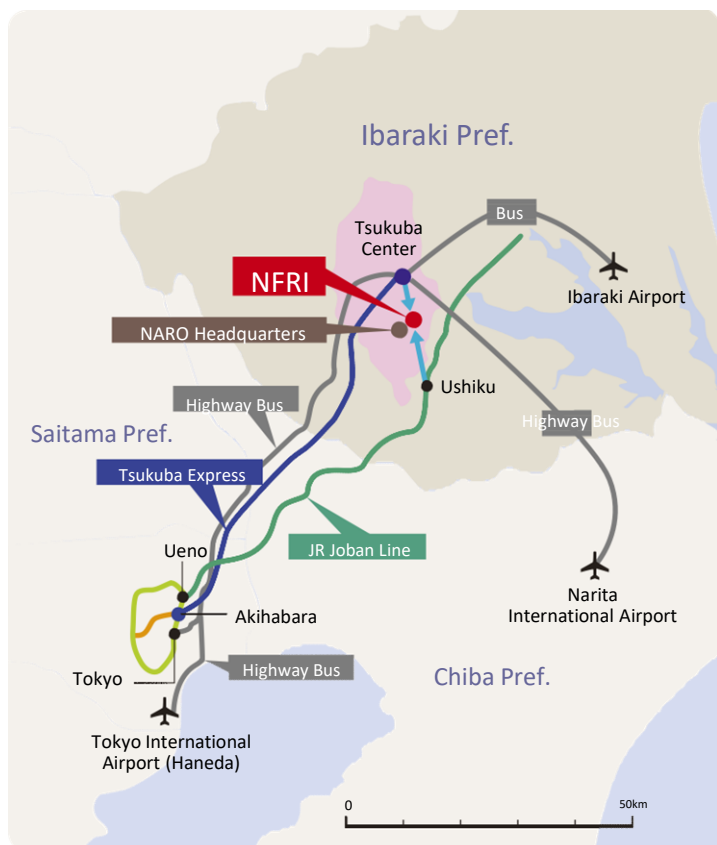 Ibaraki Pref.
Bus
Tsukuba
Center
NFRI
Ibaraki Airport
NARO Headquarters
Ushiku
Highway Bus
Highway Bus
Saitama Pref.
Tsukuba Express
JR Joban Line
Ueno
Narita
International Airport
Akihabara
Highway Bus
Chiba Pref.
Tokyo
Tokyo International
Airport (Haneda)
0
50km